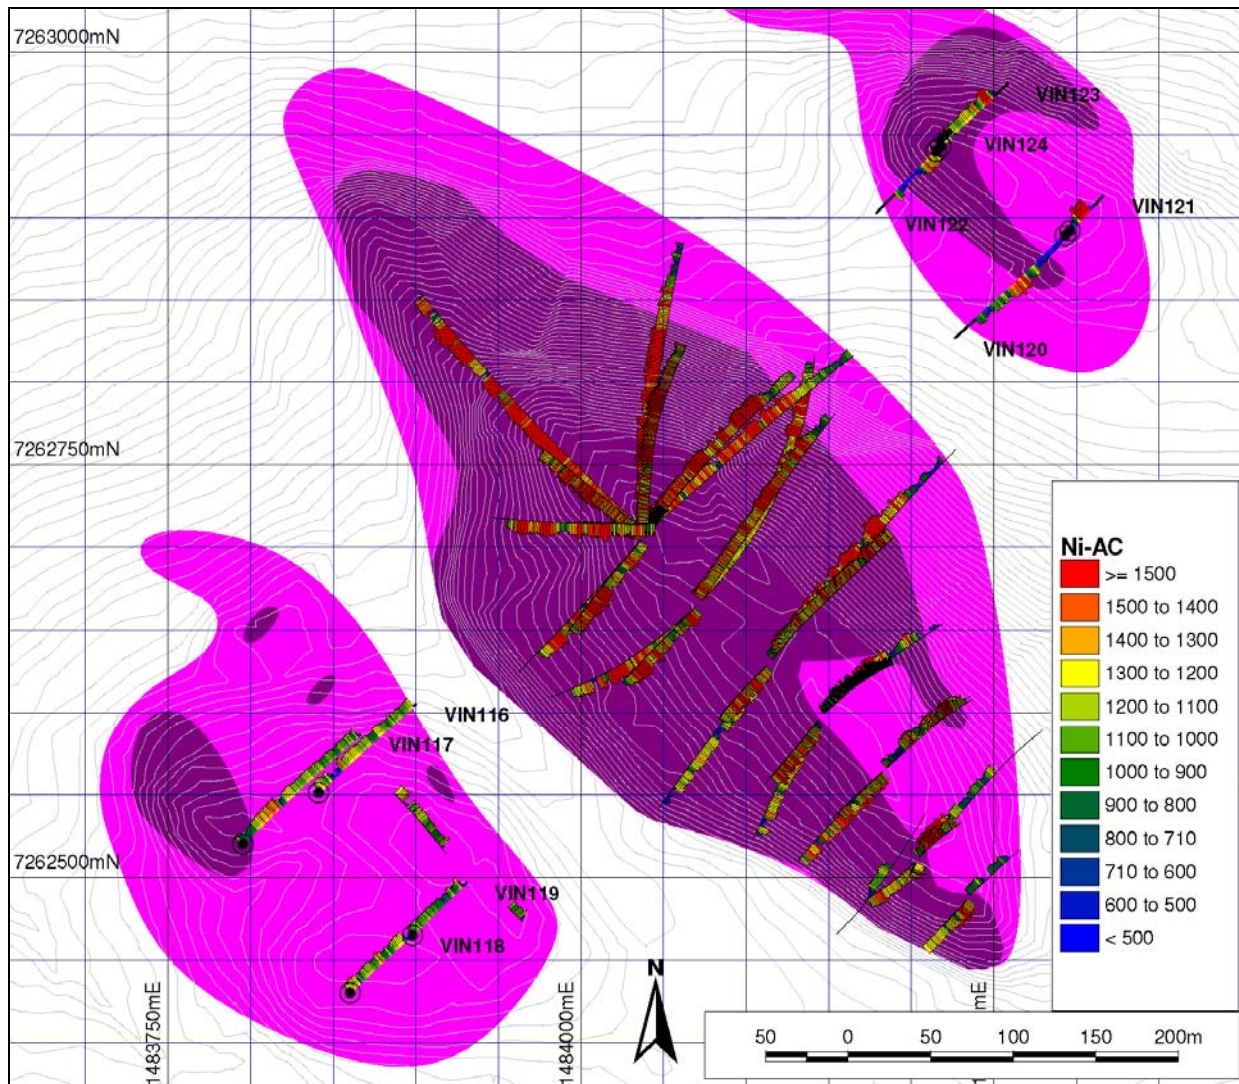 7263000mN
VIN123
VIN124
VIN122
VIN121
VIN120
7262750mN
Ni-AC
>= 1500
1500 to 1400
1400 to 1300
1300 to 1200
1200 to 1100
1100 to 1000
1000 to 900
900 to 800
800 to 710
710 to 600
600 to 500
< 500
VIN116
VIN117
7262500mN
VIN119
VIN118
N
1483750mE
1484000mE
mE
50 0 50 100 150 200m